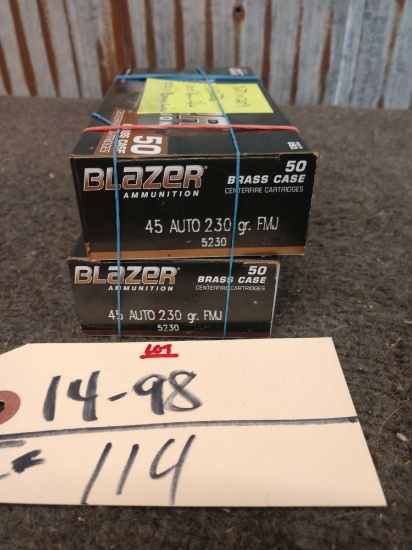 50
BLAZER
AMMUNITION
50
BRASS CASE
CENTERFIRE CARTRIDGES
45 AUTO 230 gr. FMJ
5230
BLAZER
AMMUNITION
50
BRASS CASE
CENTERFIRE CARTRIDGES
45 AUTO 230 gr. FMJ
5230
LOT
14-98
114